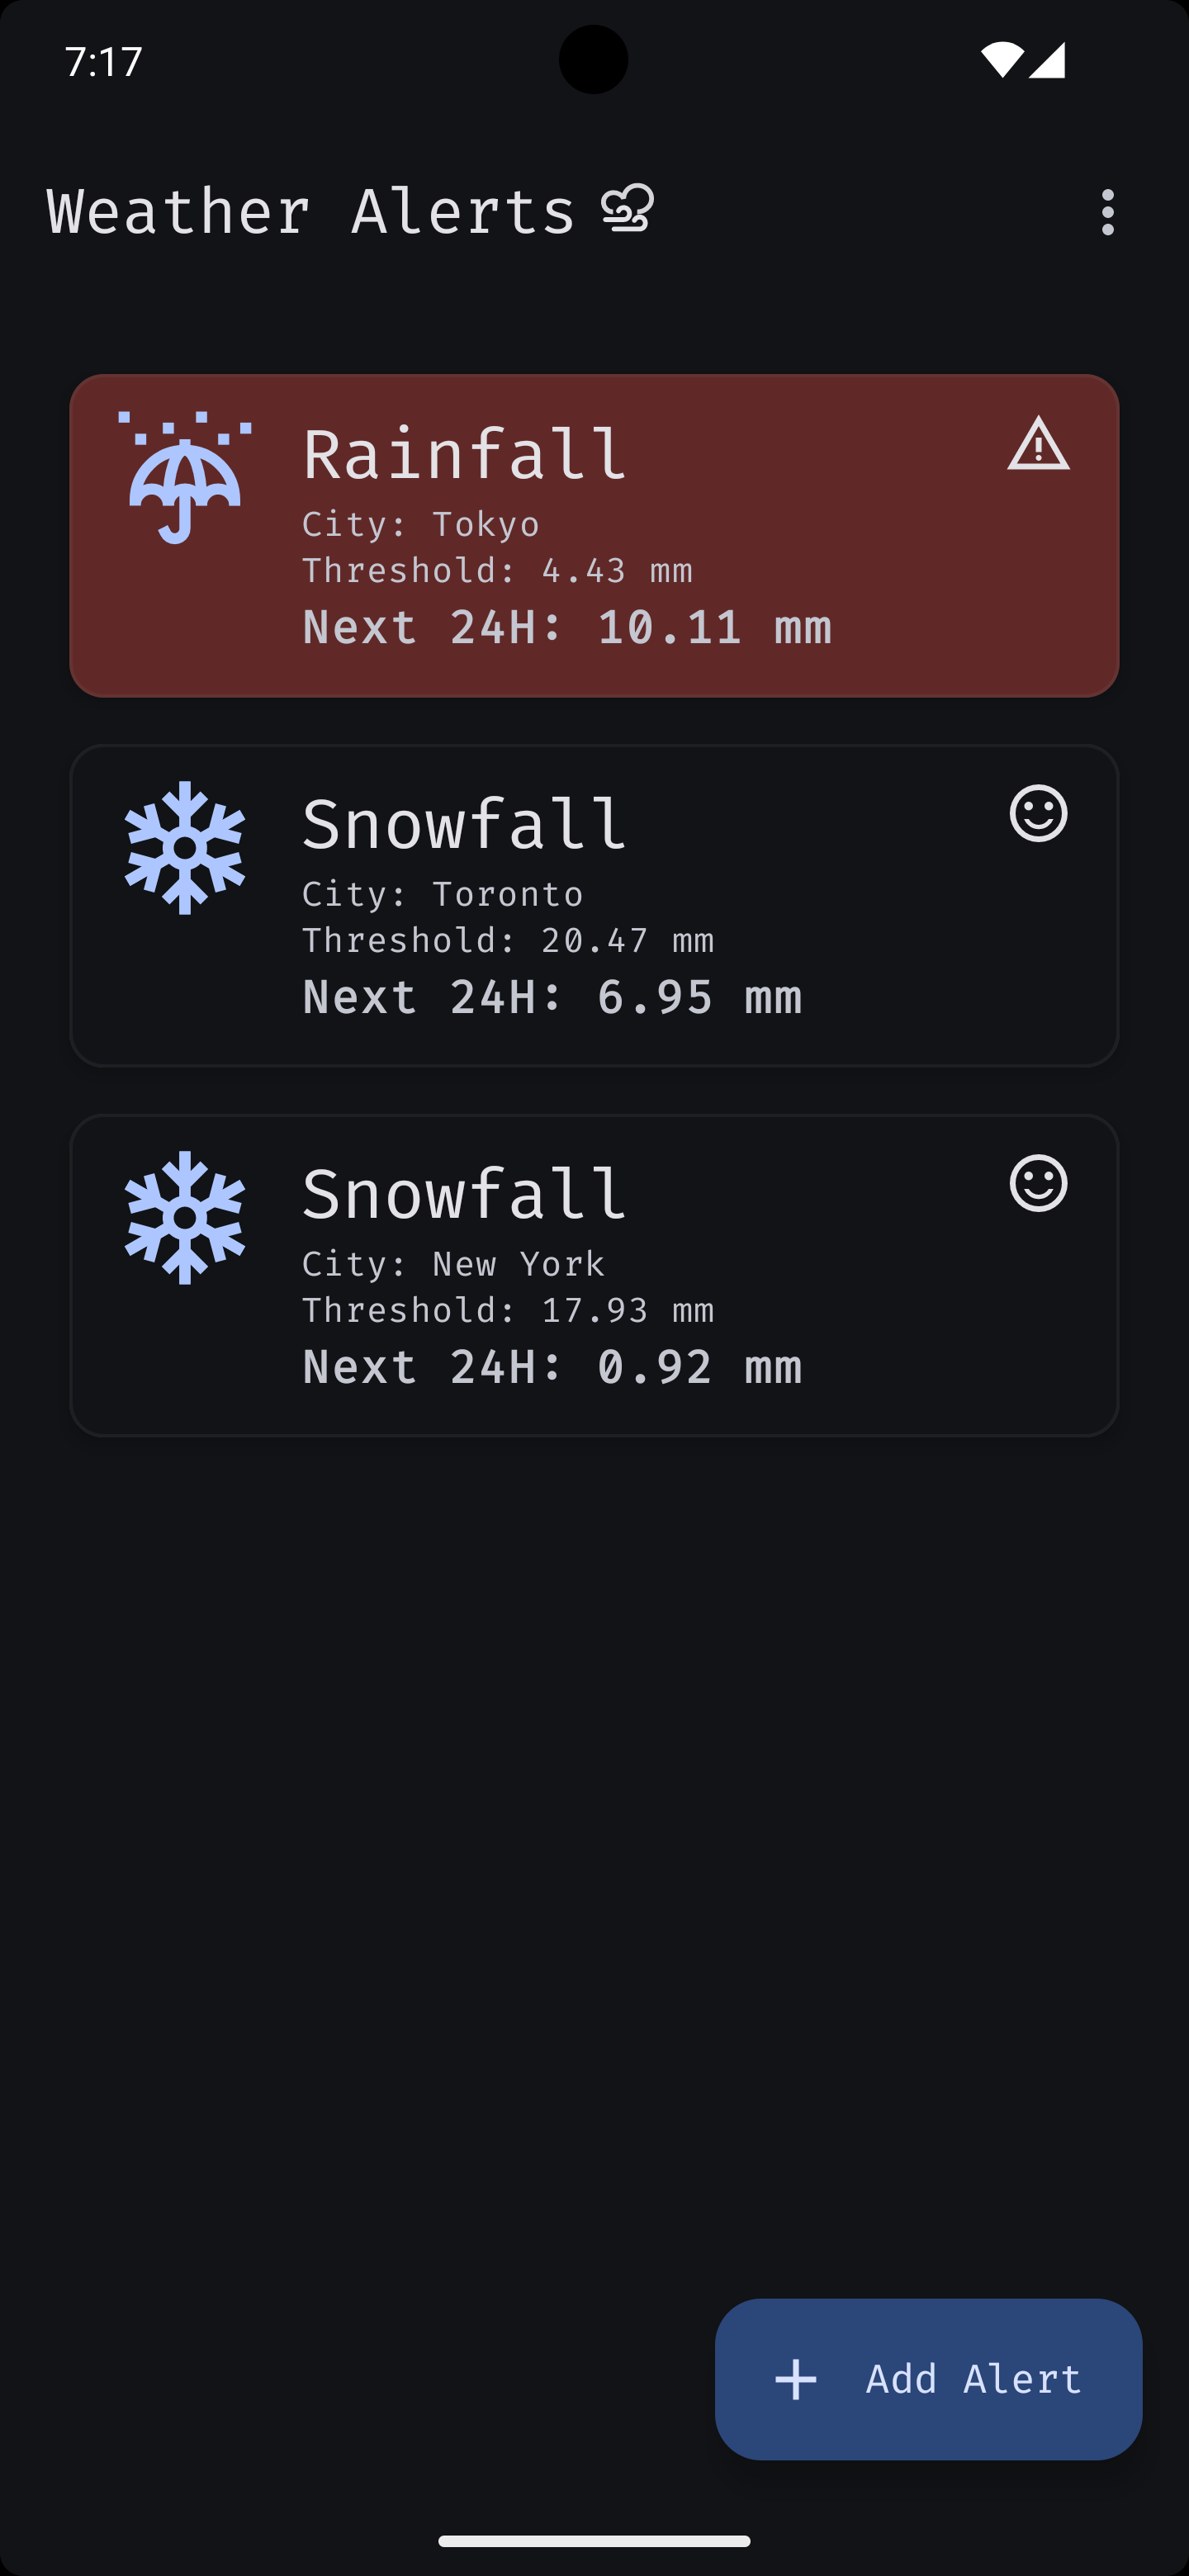 7:17
Weather Alerts
Rainfall
City: Tokyo
Threshold: 4.43 mm
Next 24H: 10.11 mm
Snowfall
City: Toronto
Threshold: 20.47 mm
Next 24H: 6.95 mm
Snowfall
City: New York
Threshold: 17.93 mm
Next 24H: 0.92 mm
Add Alert